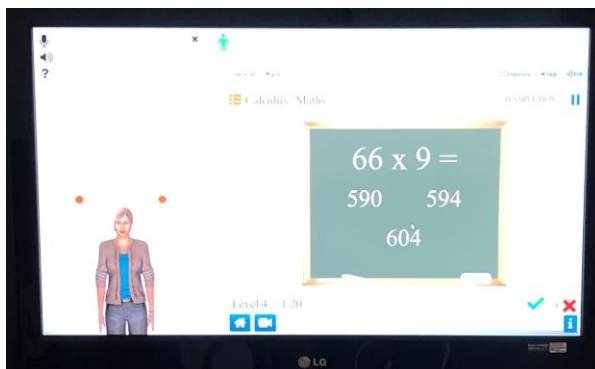 ?
×
Calculus Maths
INSTRUCTION
66 x 9 =
590 594
604
Level 4 1 20
i
LG